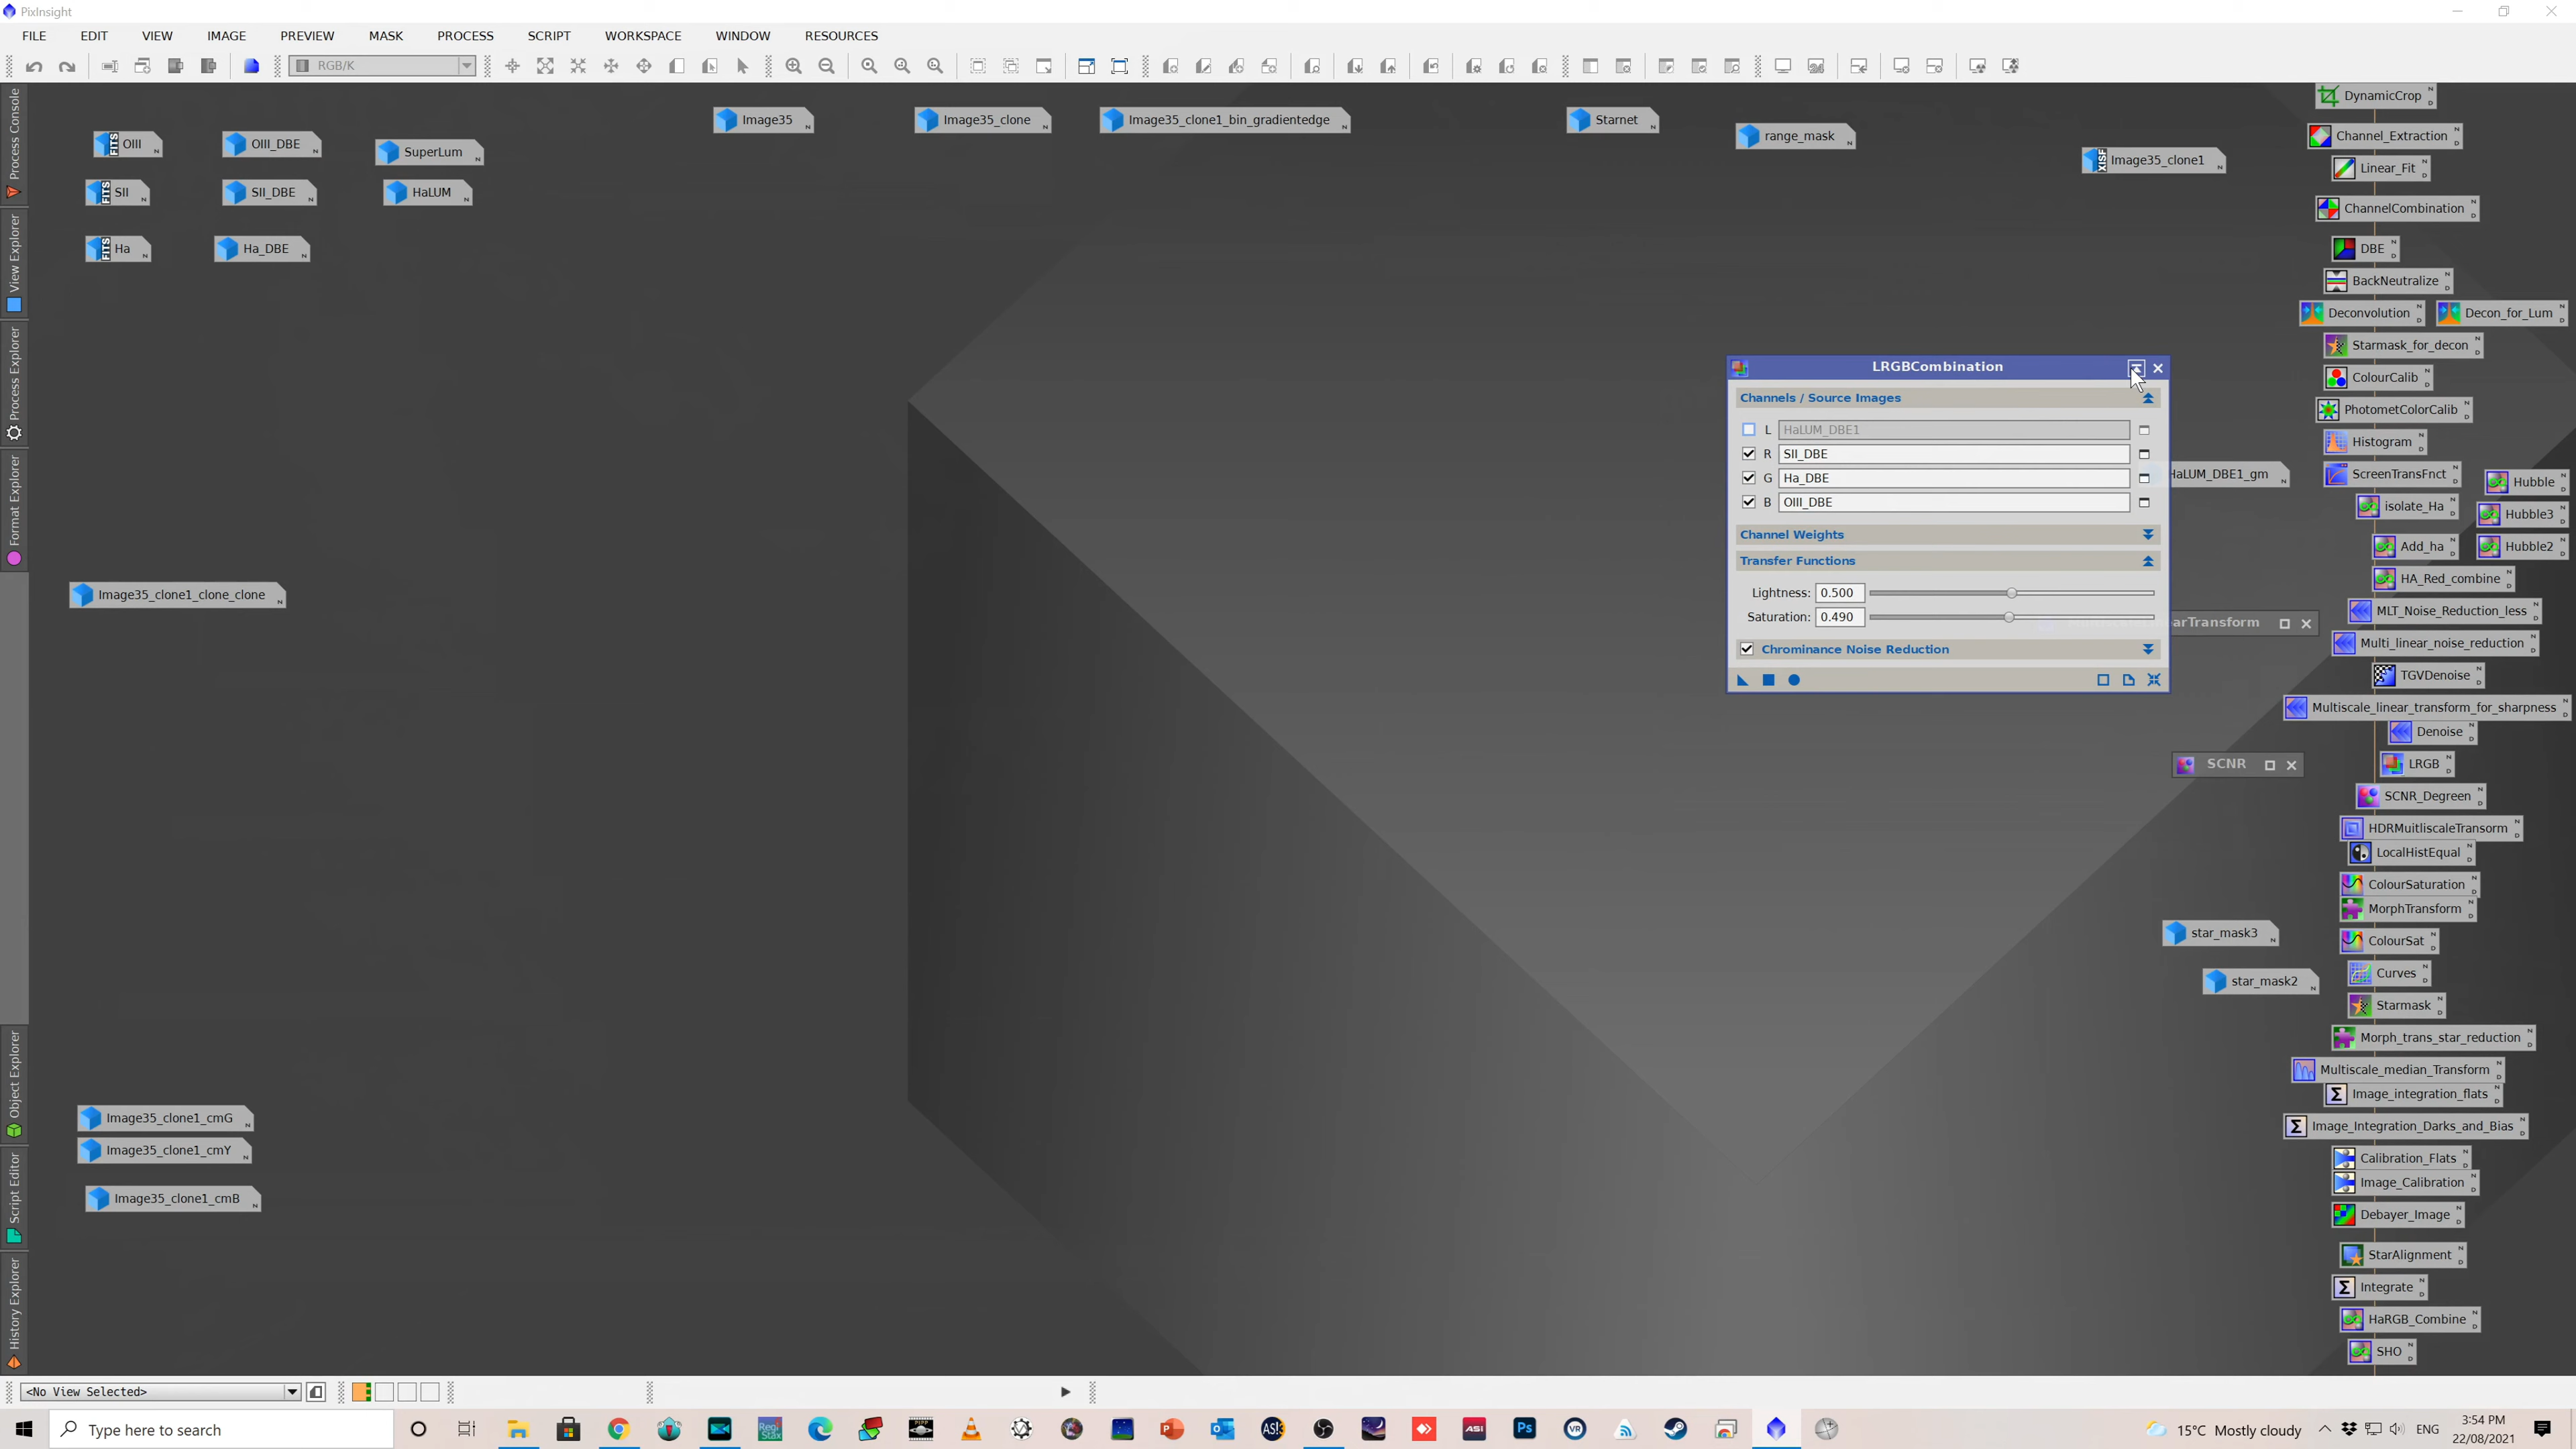 PixInsight
FILE EDIT VIEW IMAGE PREVIEW MASK PROCESS SCRIPT WORKSPACE WINDOW RESOURCES
RGB/K
Process Console
View Explorer
Process Explorer
Format Explorer
Object Explorer
Script Editor
History Explorer
Image35
Image35_clone
Image35_clone1_bin_gradientedge
Starnet
range_mask
Image35_clone1
FITS OIII
OIII_DBE
SuperLum
FITS SII
SII_DBE
HaLUM
FITS Ha
Ha_DBE
XISF
Image35_clone1_clone_clone
Image35_clone1_cmG
Image35_clone1_cmY
Image35_clone1_cmB
LRGBCombination
Channels / Source Images
L HaLUM_DBE1
R SII_DBE
G Ha_DBE
B OIII_DBE
Channel Weights
Transfer Functions
Lightness: 0.500
Saturation: 0.490
Chrominance Noise Reduction
HaLUM_DBE1_gm
arTransform
SCNR
star_mask3
star_mask2
DynamicCrop
Channel_Extraction
Linear_Fit
ChannelCombination
DBE
BackNeutralize
Deconvolution Decon_for_Lum
Starmask_for_decon
ColourCalib
PhotometColorCalib
Histogram
ScreenTransFnct Hubble
isolate_Ha Hubble3
Add_ha Hubble2
HA_Red_combine
MLT_Noise_Reduction_less
Multi_linear_noise_reduction
TGVDenoise
Multiscale_linear_transform_for_sharpness
Denoise
LRGB
SCNR_Degreen
HDRMuitliscaleTransorm
LocalHistEqual
ColourSaturation
MorphTransform
ColourSat
Curves
Starmask
Morph_trans_star_reduction
Multiscale_median_Transform
Image_integration_flats
Image_Integration_Darks_and_Bias
Calibration_Flats
Image_Calibration
Debayer_Image
StarAlignment
Integrate
HaRGB_Combine
SHO
<No View Selected>
Type here to search
15°C Mostly cloudy
ENG
3:54 PM
22/08/2021